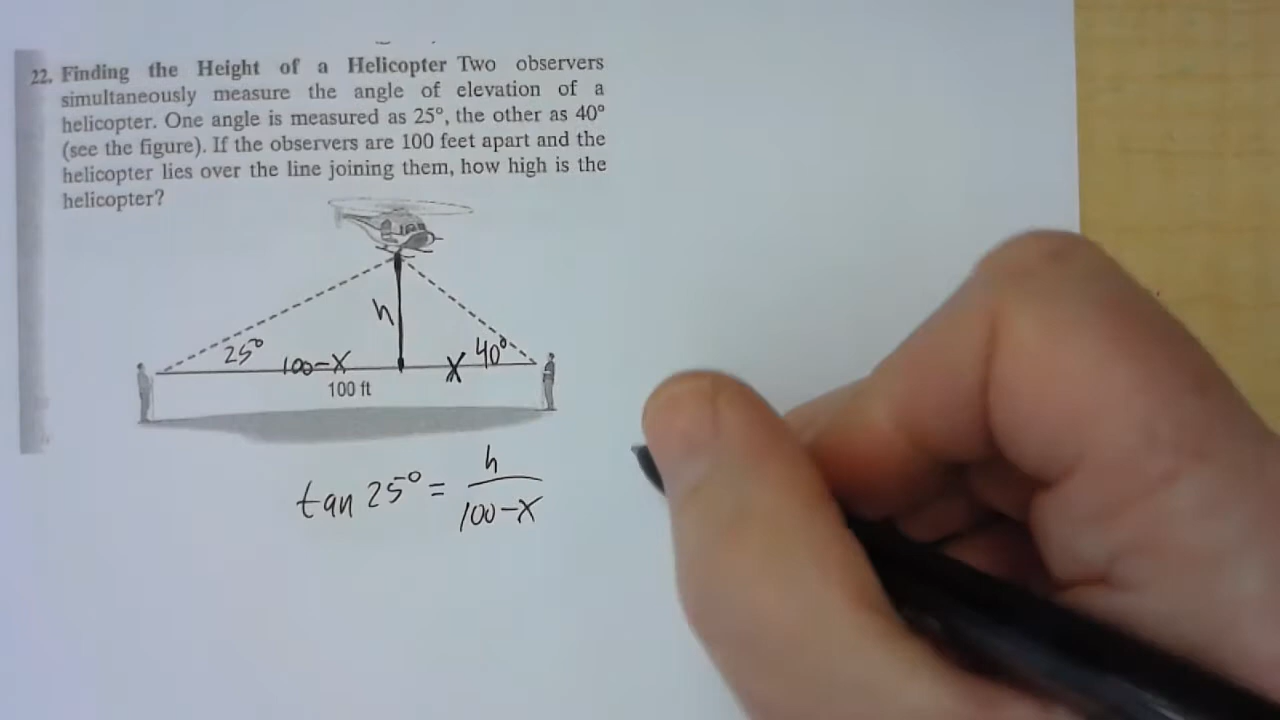 22. Finding the Height of a Helicopter Two observers
simultaneously measure the angle of elevation of a
helicopter. One angle is measured as 25°, the other as 40°
(see the figure). If the observers are 100 feet apart and the
helicopter lies over the line joining them, how high is the
helicopter?
h
25° 100-x x 40°
100 ft
tan 25° = h
100-x